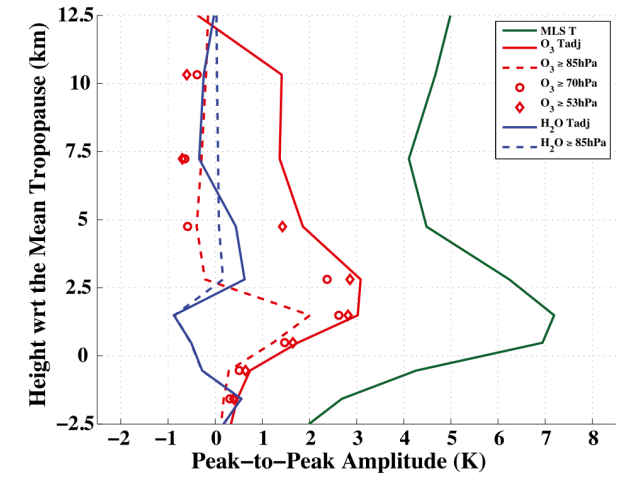 12.5
10
7.5
5
2.5
0
−2.5
Height wrt the Mean Tropopause (km)
MLS T
O3 Tadj
O3 ≥ 85hPa
O3 ≥ 70hPa
O3 ≥ 53hPa
H2O Tadj
H2O ≥ 85hPa
−2 −1 0 1 2 3 4 5 6 7 8
Peak−to−Peak Amplitude (K)